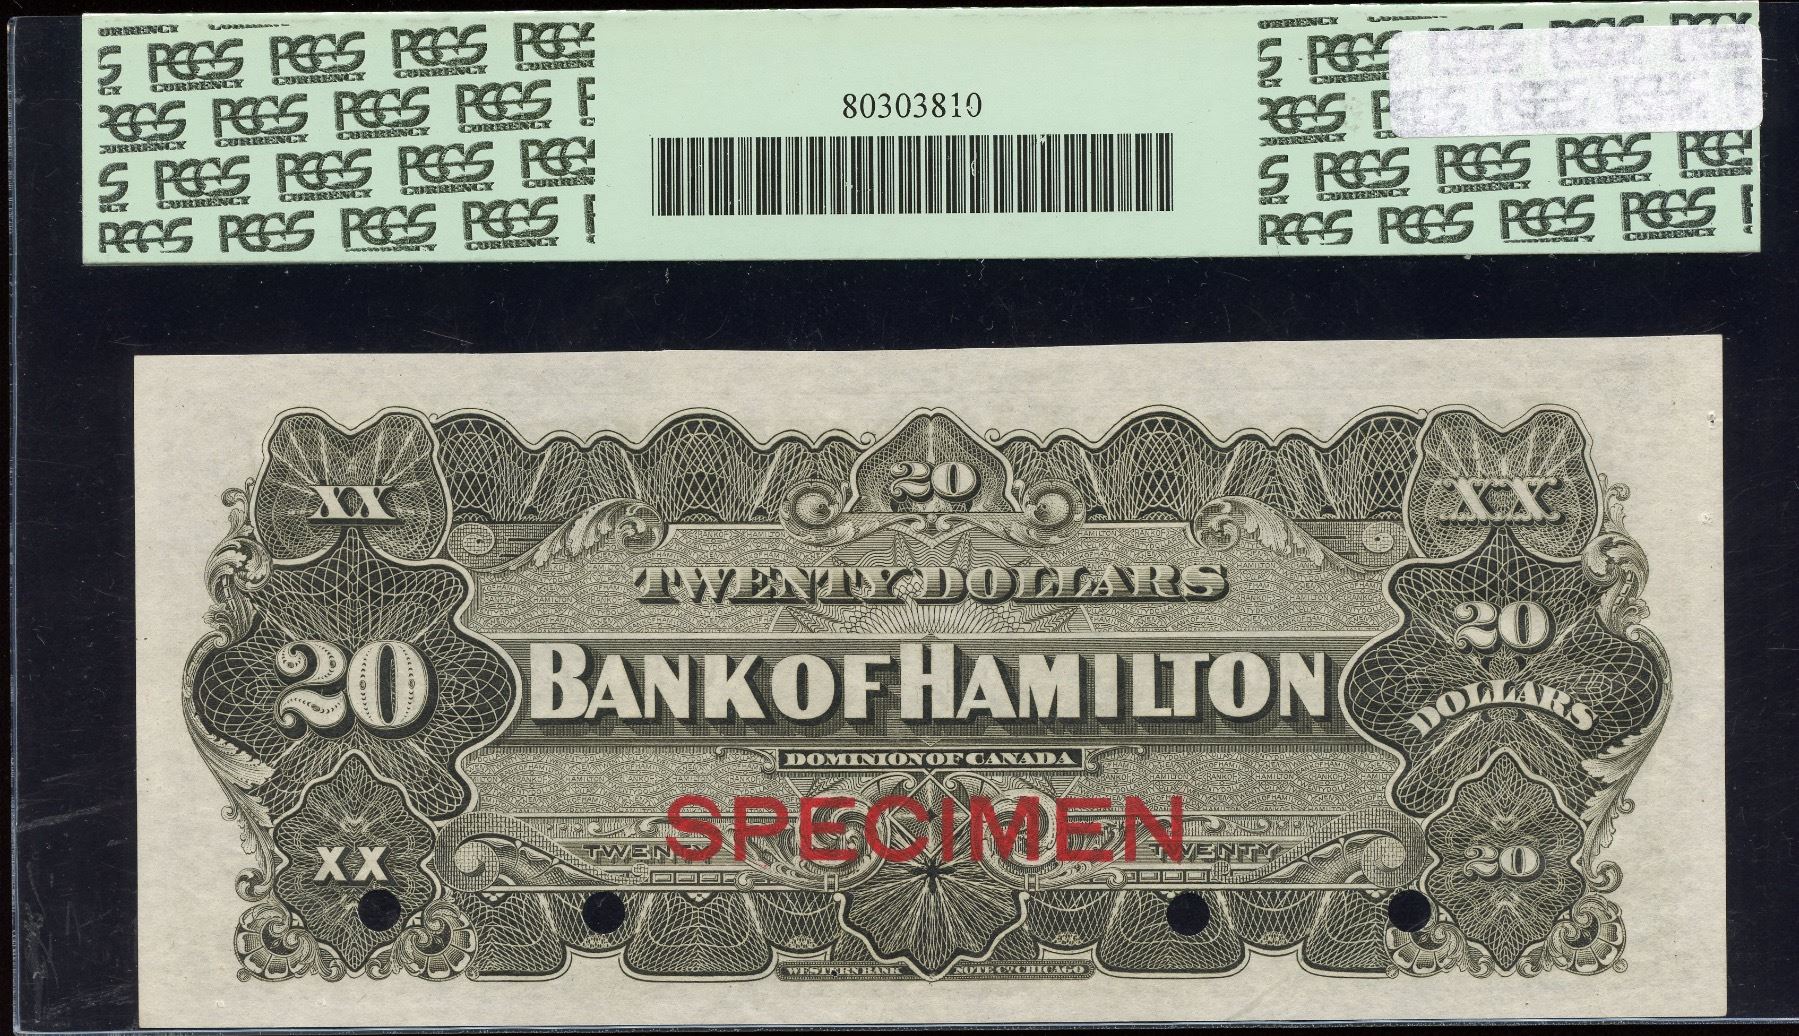 PCGS CURRENCY
80303810
XX
20
XX
TWENTY DOLLARS
20
20
BANK OF HAMILTON
DOLLARS
DOMINION OF CANADA
SPECIMEN
TWENTY
TWENTY
XX
20
WESTERN BANK NOTE Cº CHICAGO